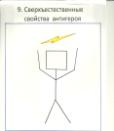 9. Сверхъестественные
свойства антигероя